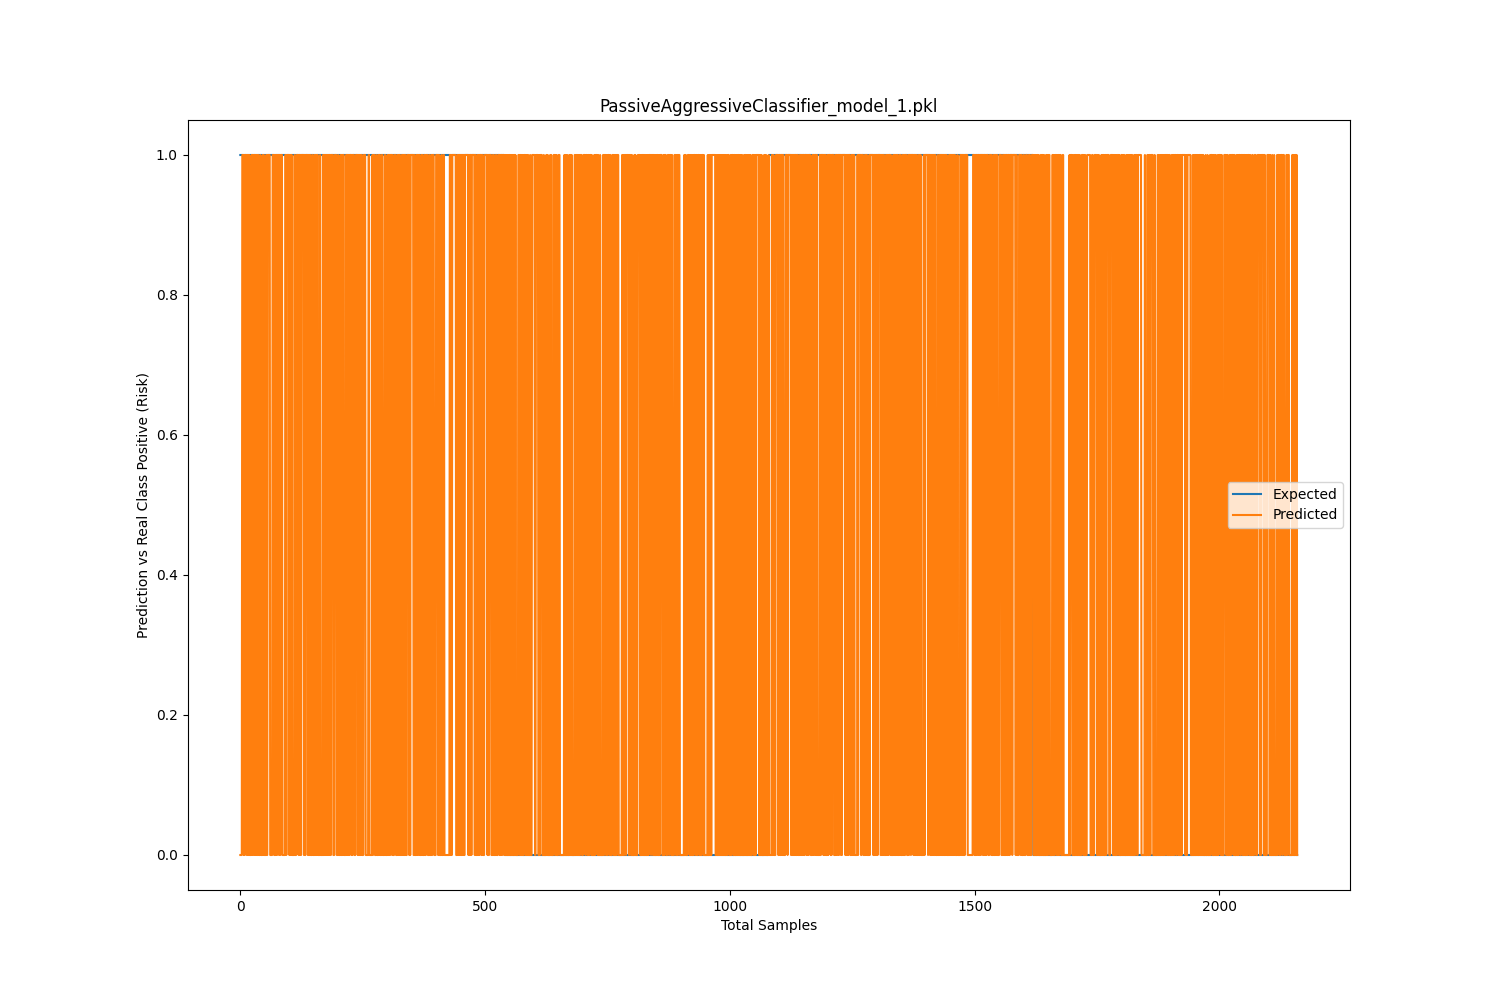 PassiveAggressiveClassifier_model_1.pkl
Prediction vs Real Class Positive (Risk)
1.0
0.8
0.6
0.4
0.2
0.0
Expected
Predicted
0 500 1000 1500 2000
Total Samples